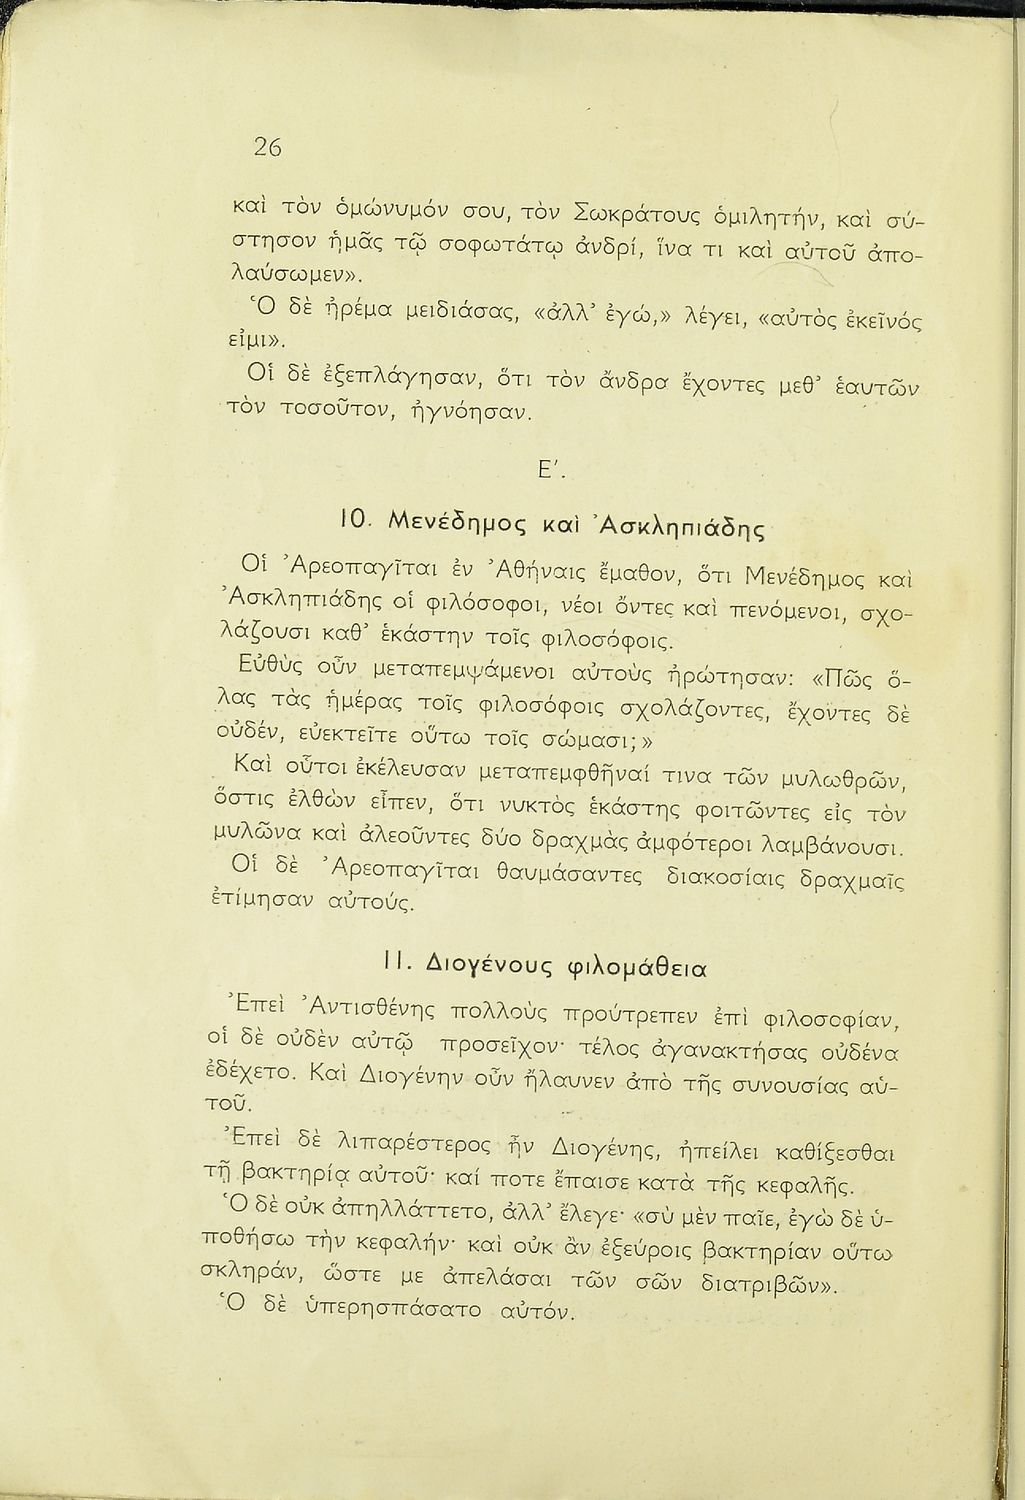 26
καὶ τὸν ὁμώνυμόν σου, τὸν Σωκράτους ὁμιλητήν, καὶ σύ-
στησον ἡμᾶς τῷ σοφωτάτῳ ἀνδρί, ἵνα τι καὶ αὐτοῦ ἀπο-
λαύσωμεν».
Ὁ δὲ ἠρέμα μειδιάσας, «ἀλλ’ ἐγώ,» λέγει, «αὐτὸς ἐκεῖνός
εἰμι».
Οἱ δὲ ἐξεπλάγησαν, ὅτι τὸν ἄνδρα ἔχοντες μεθ’ ἑαυτῶν
τὸν τοσοῦτον, ἠγνόησαν.
Ε′.
10. Μενέδημος καὶ Ἀσκληπιάδης
Οἱ Ἀρεοπαγῖται ἐν Ἀθήναις ἔμαθον, ὅτι Μενέδημος καὶ
Ἀσκληπιάδης οἱ φιλόσοφοι, νέοι ὄντες καὶ πενόμενοι, σχο-
λάζουσι καθ’ ἑκάστην τοῖς φιλοσόφοις.
Εὐθὺς οὖν μεταπεμψάμενοι αὐτοὺς ἠρώτησαν: «Πῶς ὅ-
λας τὰς ἡμέρας τοῖς φιλοσόφοις σχολάζοντες, ἔχοντες δὲ
οὐδέν, εὐεκτεῖτε οὕτω τοῖς σώμασι;»
Καὶ οὗτοι ἐκέλευσαν μεταπεμφθῆναί τινα τῶν μυλωθρῶν,
ὅστις ἐλθὼν εἶπεν, ὅτι νυκτὸς ἑκάστης φοιτῶντες εἰς τὸν
μυλῶνα καὶ ἀλεοῦντες δύο δραχμὰς ἀμφότεροι λαμβάνουσι.
Οἱ δὲ Ἀρεοπαγῖται θαυμάσαντες διακοσίαις δραχμαῖς
ἐτίμησαν αὐτούς.
11. Διογένους φιλομάθεια
Ἐπεὶ Ἀντισθένης πολλοὺς προύτρεπεν ἐπὶ φιλοσοφίαν,
οἱ δὲ οὐδὲν αὐτῷ προσεῖχον· τέλος ἀγανακτήσας οὐδένα
ἐδέχετο. Καὶ Διογένην οὖν ἤλαυνεν ἀπὸ τῆς συνουσίας αὑ-
τοῦ.
Ἐπεὶ δὲ λιπαρέστερος ἦν Διογένης, ἠπείλει καθίξεσθαι
τῇ βακτηρίᾳ αὐτοῦ· καί ποτε ἔπαισε κατὰ τῆς κεφαλῆς.
Ὁ δὲ οὐκ ἀπηλλάττετο, ἀλλ’ ἔλεγε· «σὺ μὲν παῖε, ἐγὼ δὲ ὑ-
ποθήσω τὴν κεφαλήν· καὶ οὐκ ἂν ἐξεύροις βακτηρίαν οὕτω
σκληράν, ὥστε με ἀπελάσαι τῶν σῶν διατριβῶν».
Ὁ δὲ ὑπερησπάσατο αὐτόν.